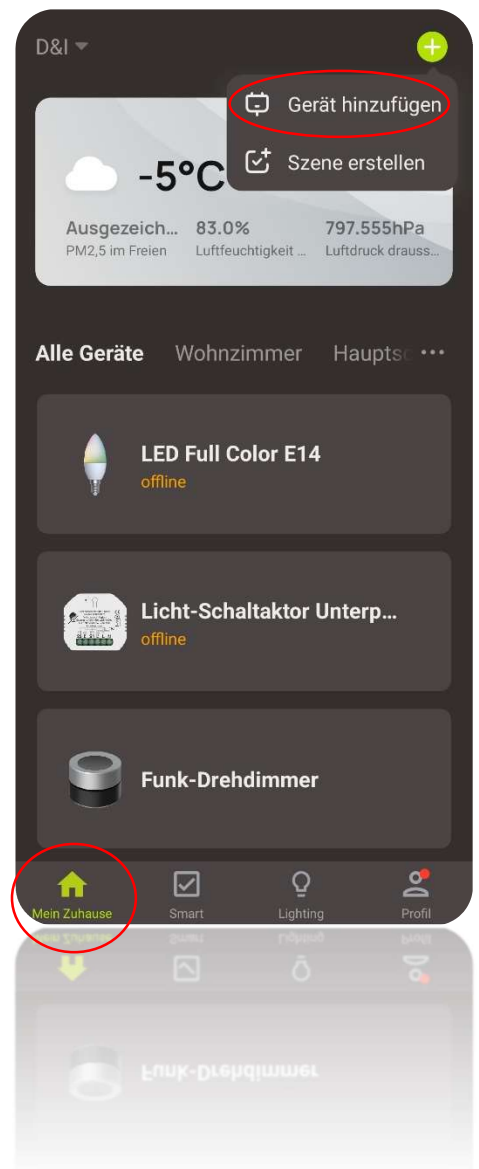 D&I
Gerät hinzufügen
Szene erstellen
-5°C
Ausgezeich... 83.0% 797.555hPa
PM2,5 im Freien Luftfeuchtigkeit ... Luftdruck drauss...
Alle Geräte Wohnzimmer Hauptsc ...
LED Full Color E14
offline
Licht-Schaltaktor Unterp...
offline
Funk-Drehdimmer
Mein Zuhause Smart Lighting Profil